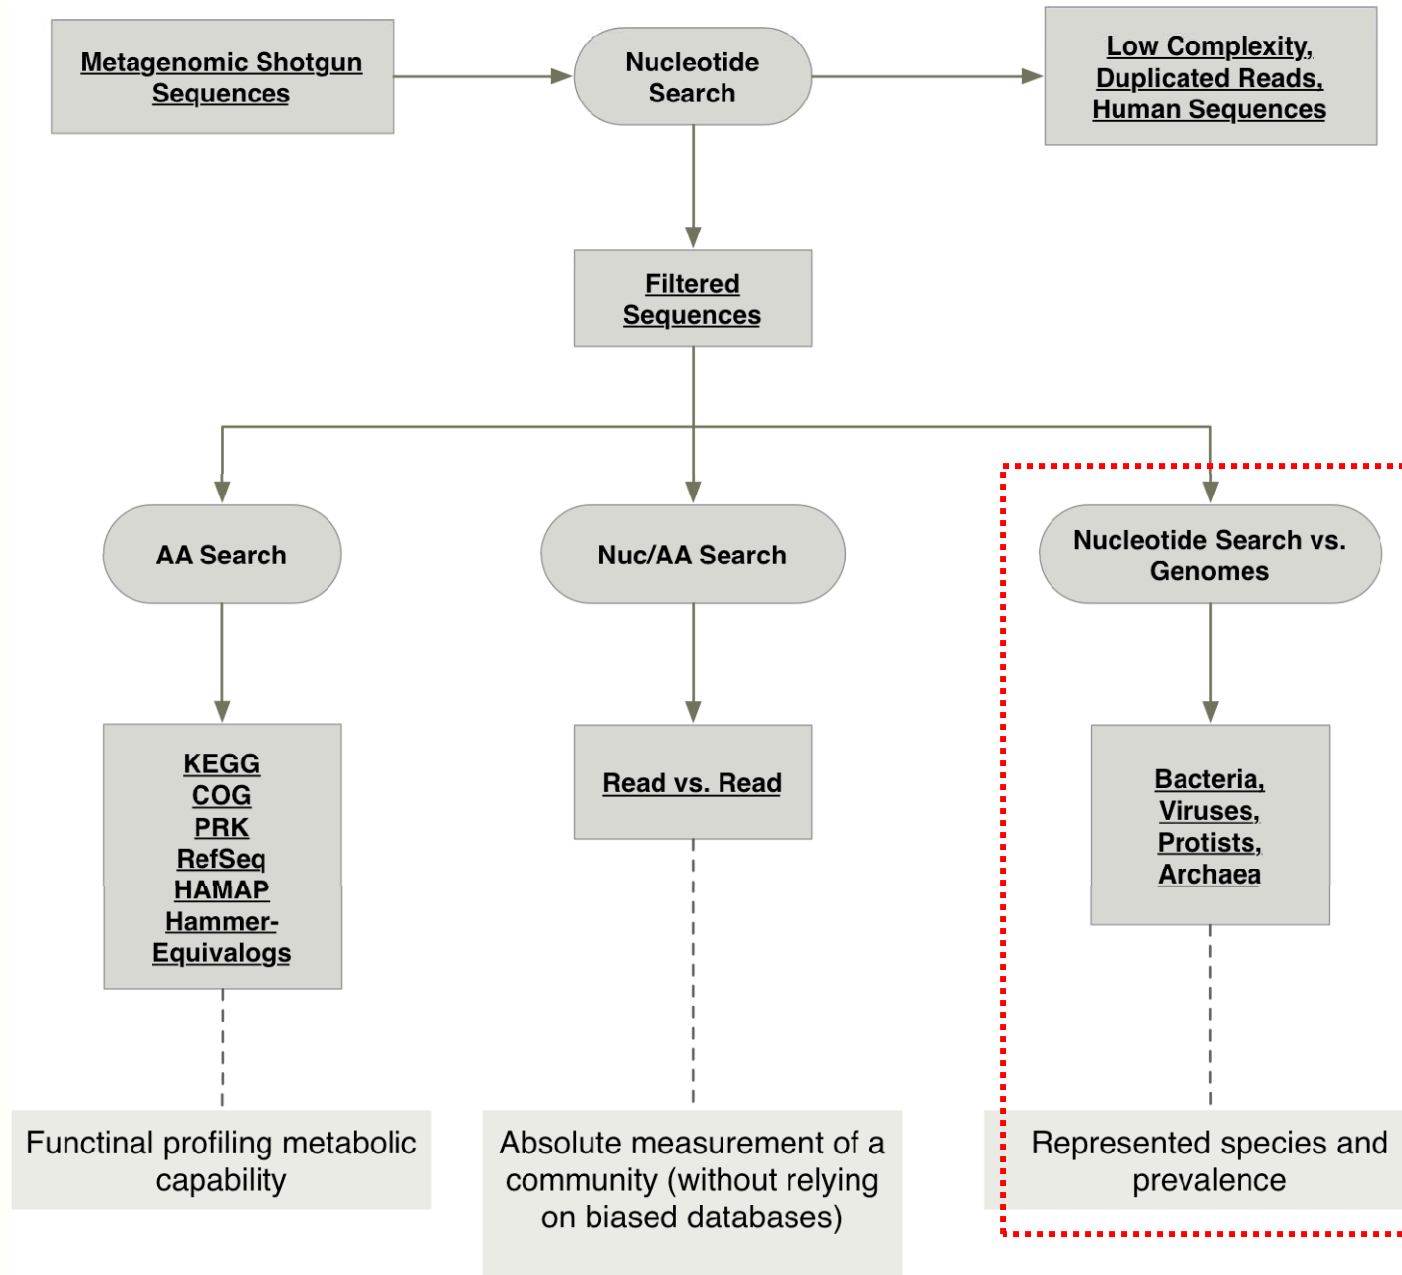 Metagenomic Shotgun
Sequences
Nucleotide
Search
Low Complexity,
Duplicated Reads,
Human Sequences
Filtered
Sequences
AA Search
Nuc/AA Search
Nucleotide Search vs.
Genomes
KEGG
COG
PRK
RefSeq
HAMAP
Hammer-
Equivalogs
Read vs. Read
Bacteria,
Viruses,
Protists,
Archaea
Functinal profiling metabolic
capability
Absolute measurement of a
community (without relying
on biased databases)
Represented species and
prevalence